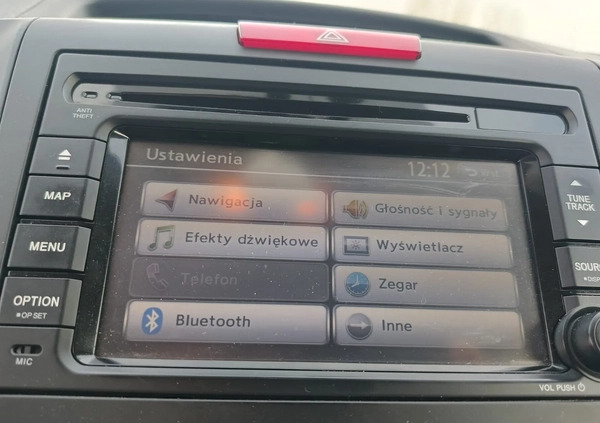 ANTI
THEFT
Ustawienia
12:12
MAP
Nawigacja
Głośność i sygnały
TUNE
TRACK
MENU
Efekty dźwiękowe
Wyświetlacz
Telefon
Zegar
OPTION
OP SET
Bluetooth
Inne
MIC
VOL PUSH